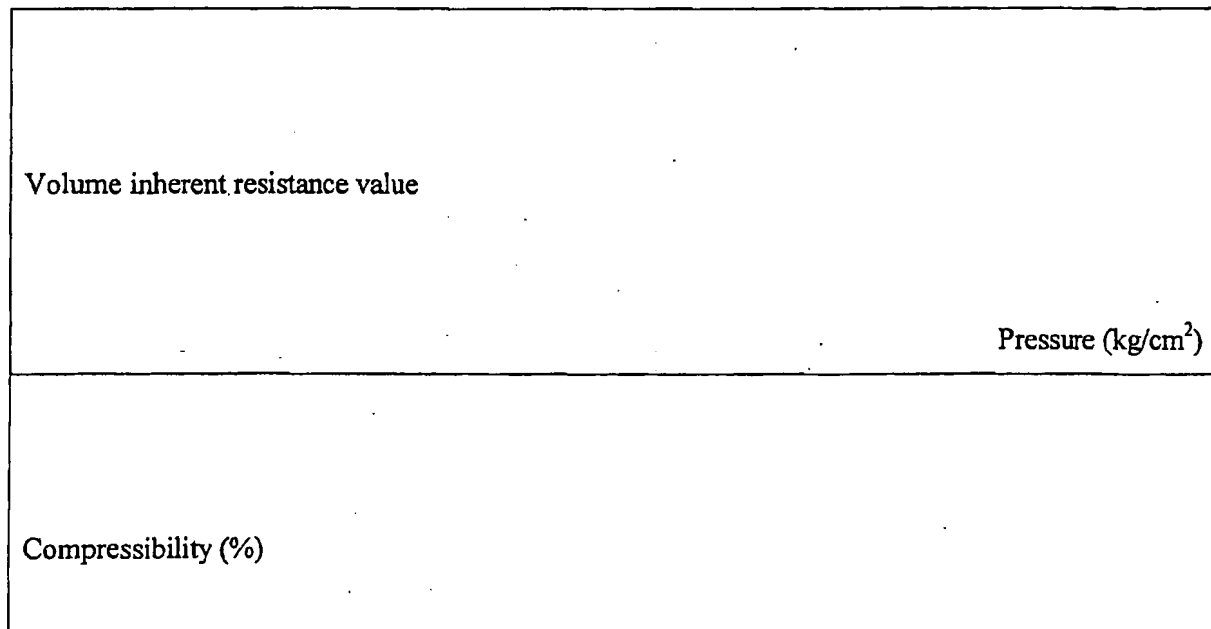 Volume inherent resistance value
Pressure (kg/cm²)
Compressibility (%)